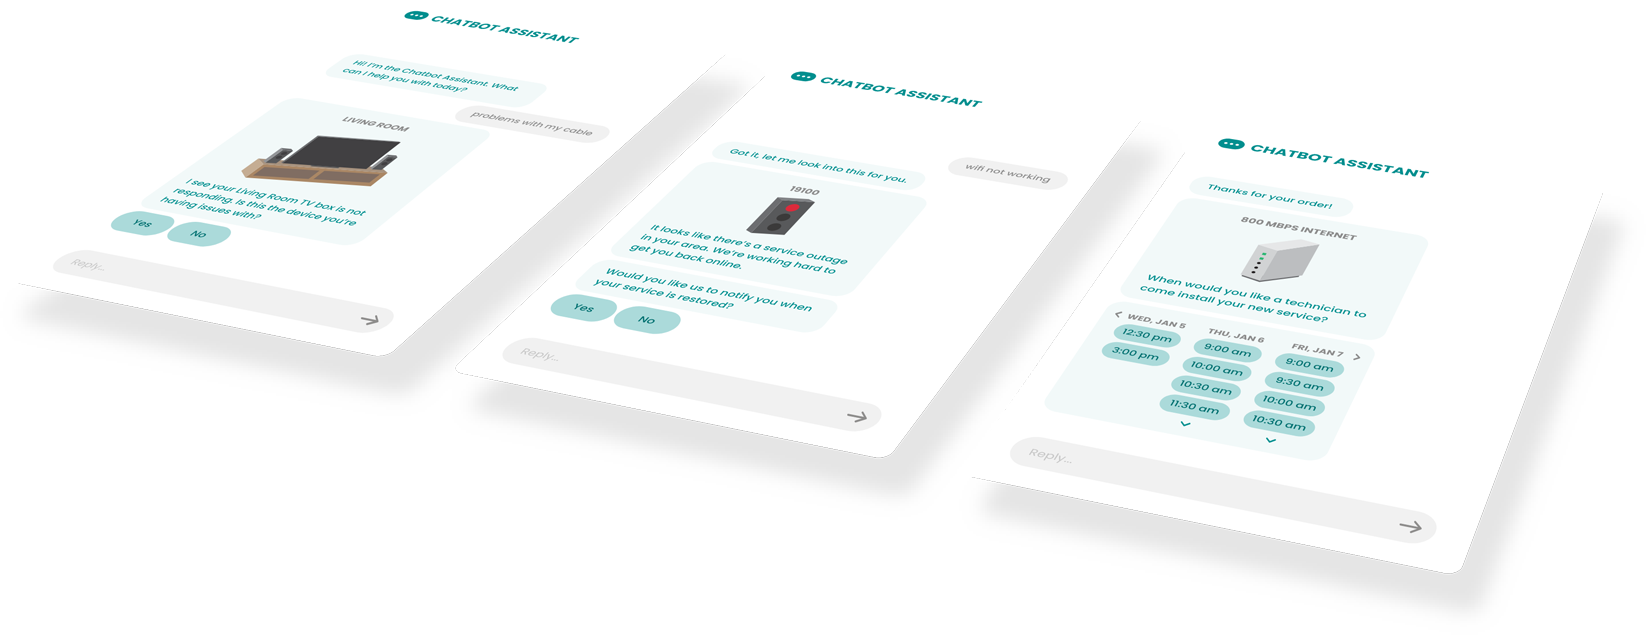 CHATBOT ASSISTANT
Hi! I'm the Chatbot Assistant. What
can I help you with today?
problems with my cable
LIVING ROOM
I see your Living Room TV box is not
responding. Is this the device you're
having issues with?
Yes
No
Reply...
CHATBOT ASSISTANT
wifi not working
Got it, let me look into this for you.
19100
It looks like there's a service outage
in your area. We're working hard to
get you back online.
Would you like us to notify you when
your service is restored?
Yes
No
Reply...
CHATBOT ASSISTANT
Thanks for your order!
800 MBPS INTERNET
When would you like a technician to
come install your new service?
WED, JAN 5
12:30 pm
3:00 pm
THU, JAN 6
9:00 am
10:00 am
10:30 am
11:30 am
FRI, JAN 7
9:00 am
9:30 am
10:00 am
10:30 am
Reply...